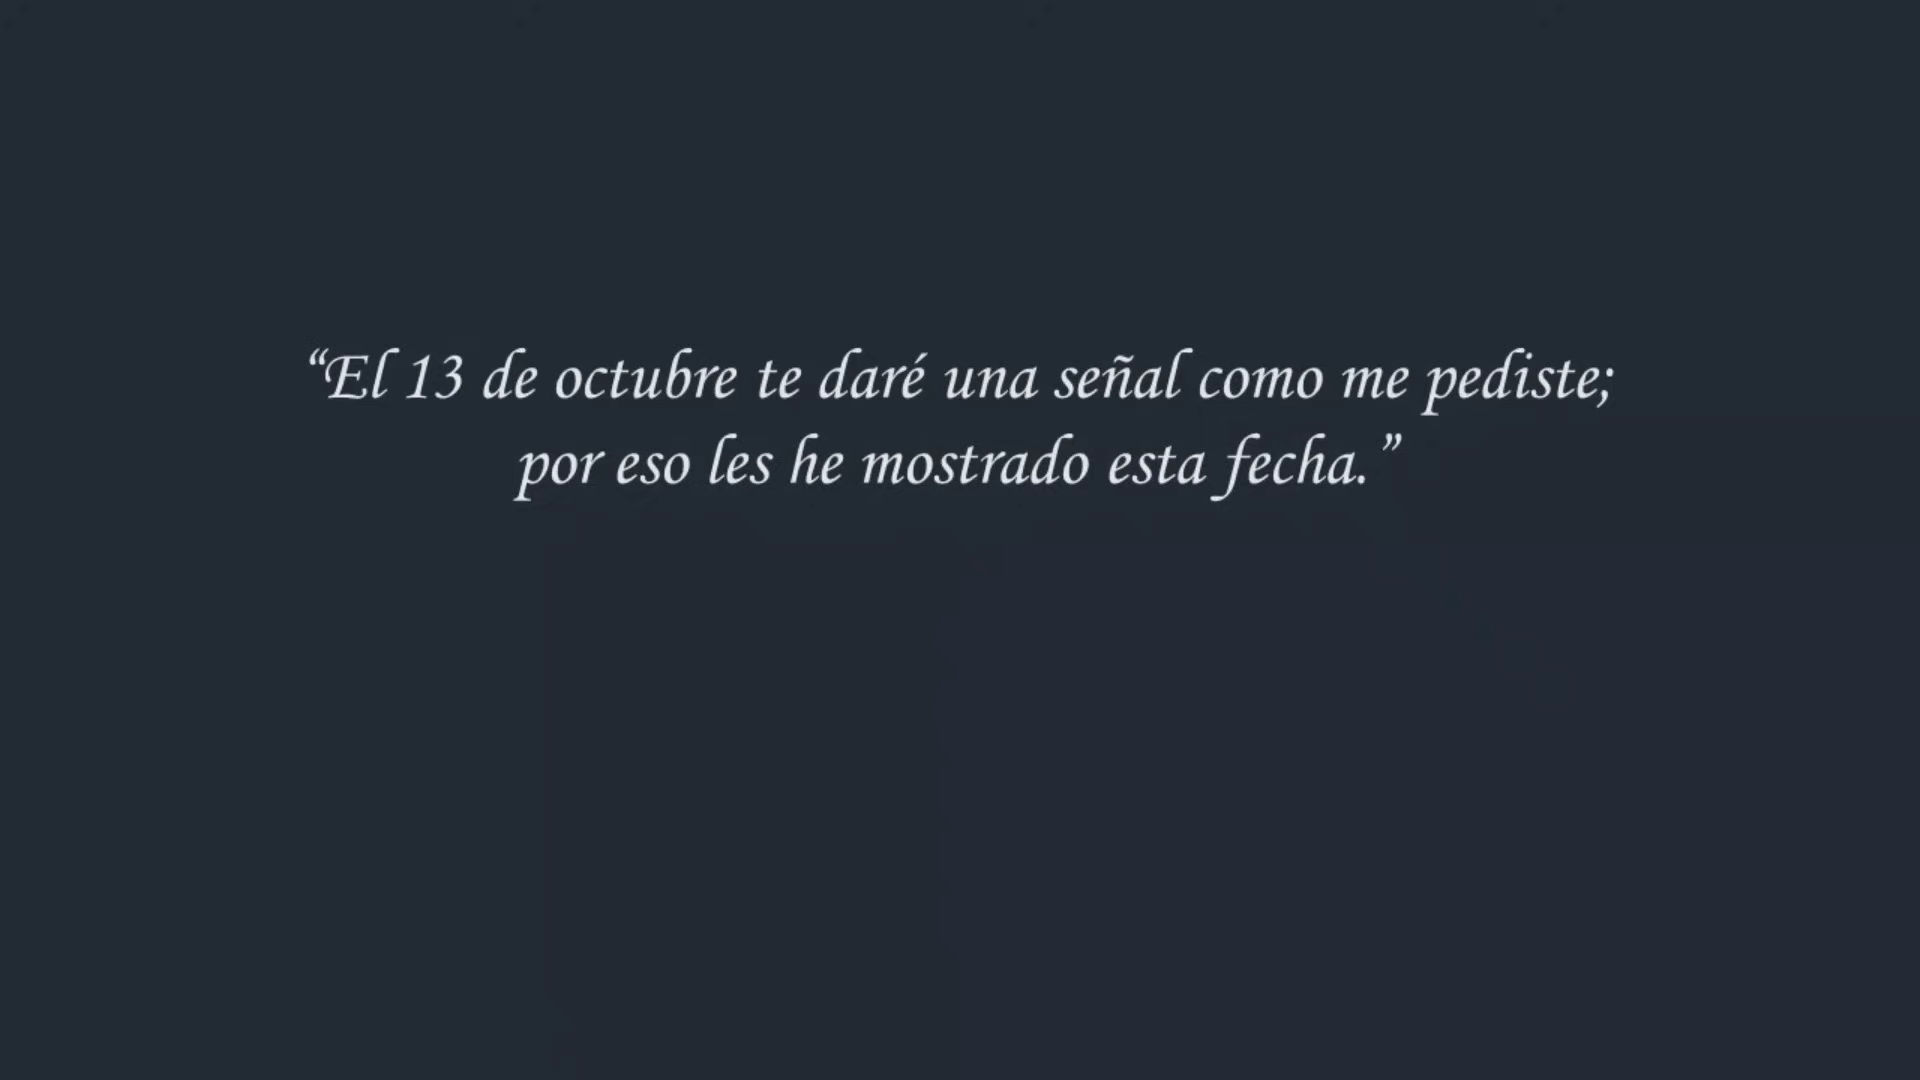 “El 13 de octubre te daré una señal como me pediste;
por eso les he mostrado esta fecha.”